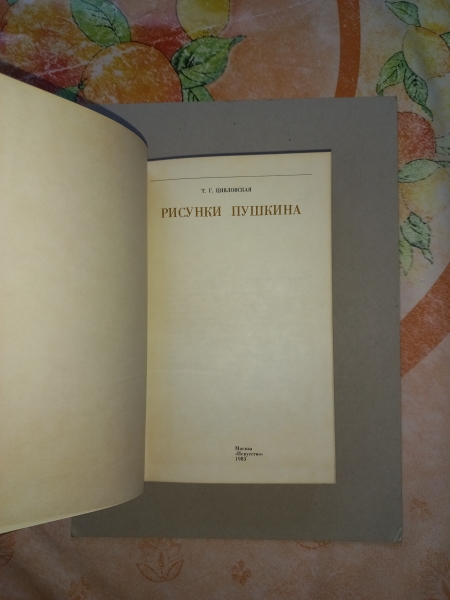 Т. Г. ЦЯВЛОВСКАЯ
РИСУНКИ ПУШКИНА
Москва
«Искусство»
1983